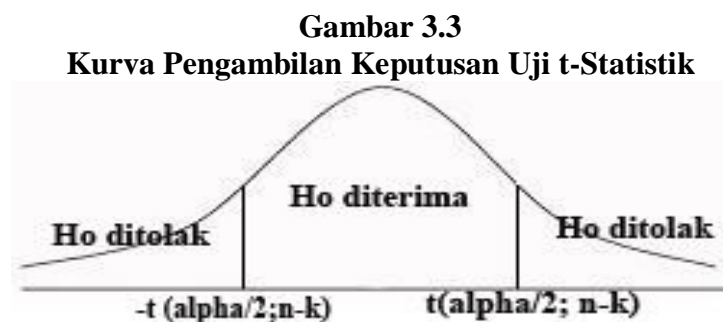 Gambar 3.3
Kurva Pengambilan Keputusan Uji t-Statistik
Ho diterima
Ho ditolak
Ho ditolak
-t (alpha/2;n-k)
t(alpha/2; n-k)